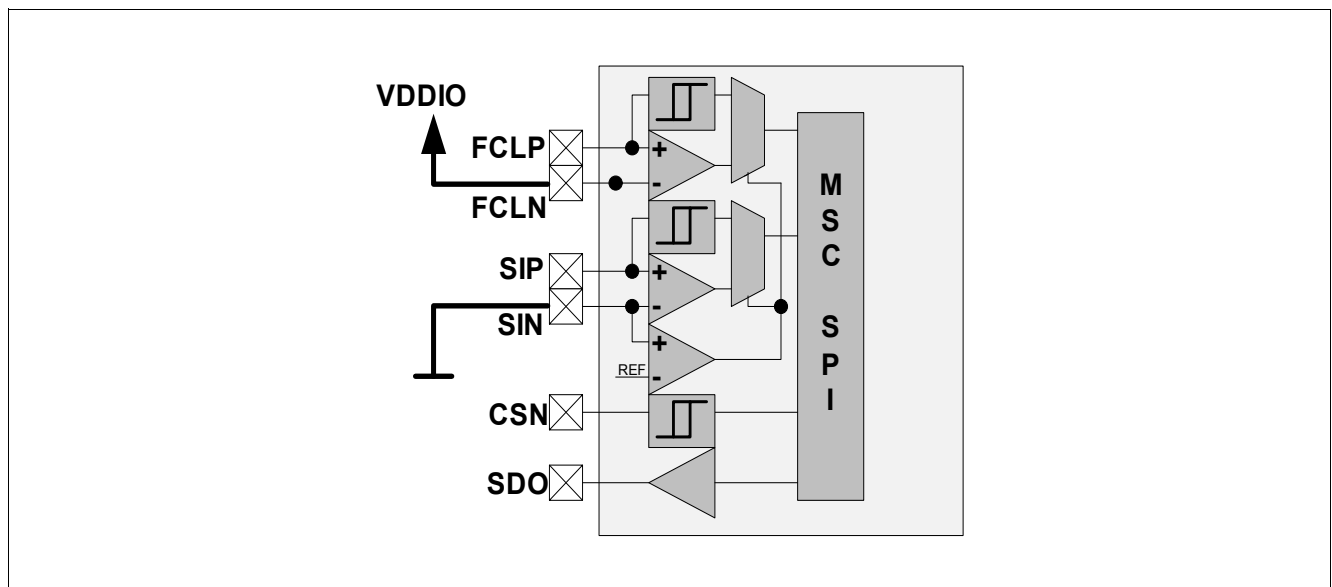 VDDIO
FCLP
+
-
FCLN
SIP
+
-
SIN
+
REF
-
CSN
SDO
M
S
C
S
P
I